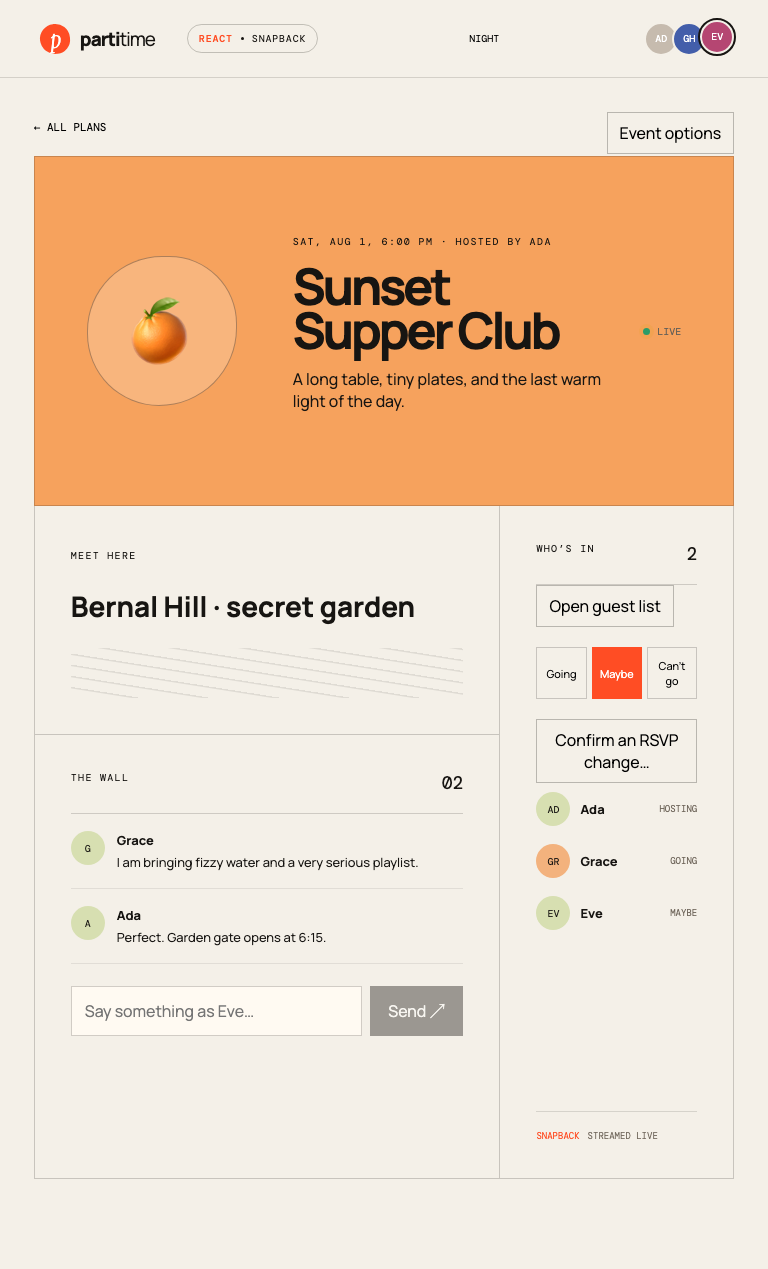 partitime
REACT • SNAPBACK
NIGHT
AD
GH
EV
← ALL PLANS
Event options
SAT, AUG 1, 6:00 PM · HOSTED BY ADA
Sunset
Supper Club
A long table, tiny plates, and the last warm
light of the day.
LIVE
MEET HERE
Bernal Hill · secret garden
THE WALL
02
G
Grace
I am bringing fizzy water and a very serious playlist.
A
Ada
Perfect. Garden gate opens at 6:15.
Say something as Eve…
Send ↗
WHO'S IN
2
Open guest list
Going
Maybe
Can't
go
Confirm an RSVP
change…
AD
Ada
HOSTING
GR
Grace
GOING
EV
Eve
MAYBE
SNAPBACK STREAMED LIVE